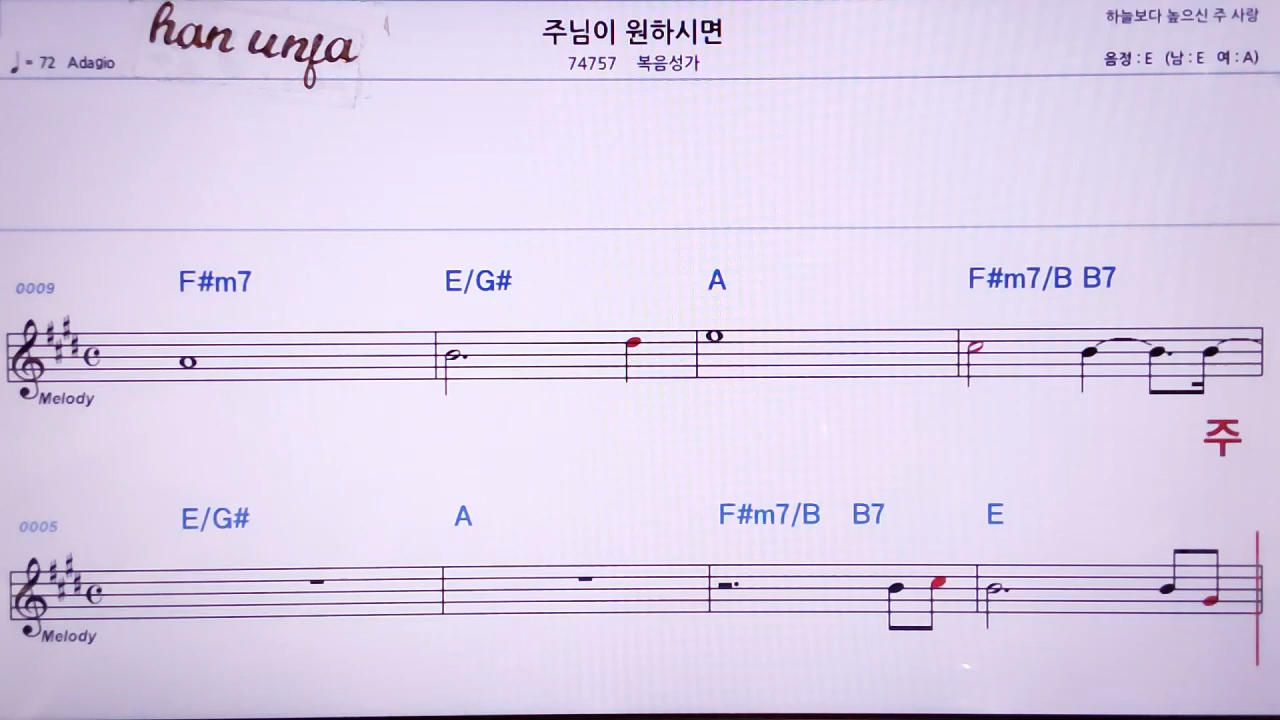 han unja
주님이 원하시면
하늘보다 높으신 주 사랑
♩= 72 Adagio
74757 복음성가
음정 : E (남 : E 여 : A)
F#m7 E/G# A F#m7/B B7
0009
Melody
주
E/G# A F#m7/B B7 E
0005
Melody